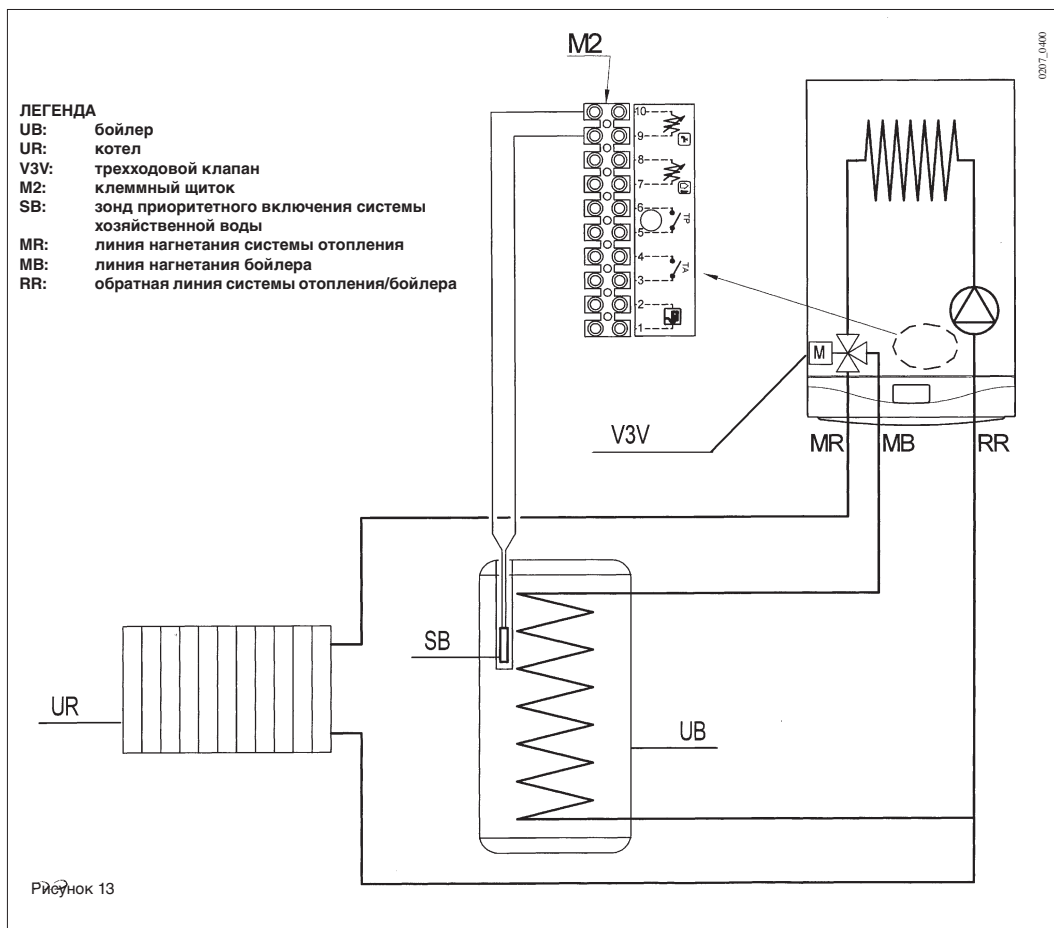 M2
0207_0400
ЛЕГЕНДА
UB: бойлер
UR: котел
V3V: трехходовой клапан
M2: клеммный щиток
SB: зонд приоритетного включения системы
хозяйственной воды
MR: линия нагнетания системы отопления
MB: линия нагнетания бойлера
RR: обратная линия системы отопления/бойлера
10
9
8
7
6
TP
5
4
TA
3
2
1
M
V3V
MR
MB
RR
SB
UR
UB
Рисунок 13